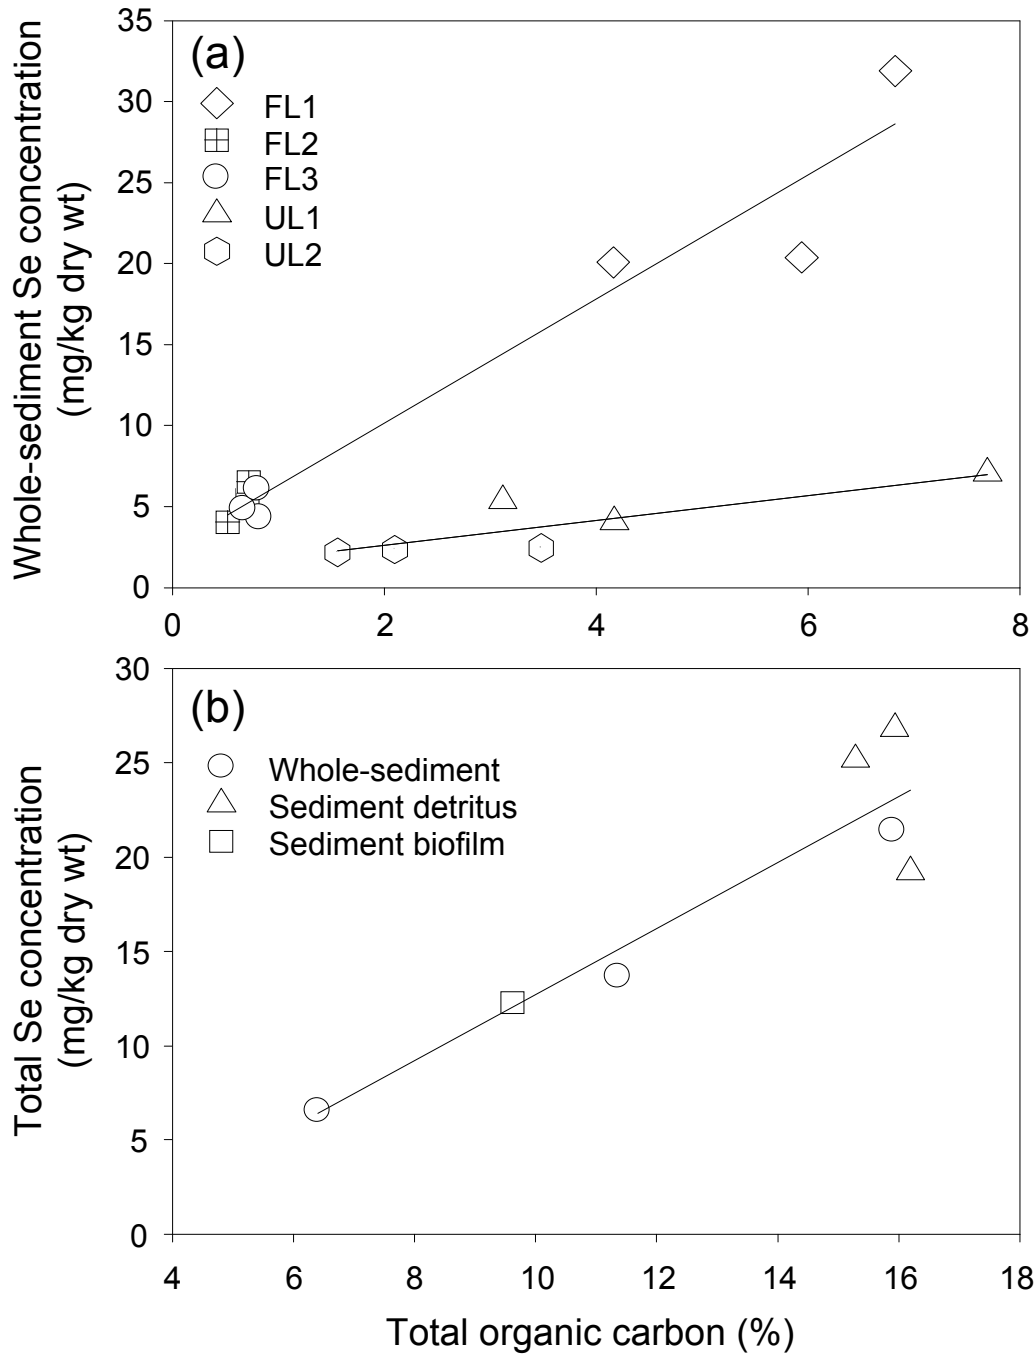 Whole-sediment Se concentration
(mg/kg dry wt)
35
30
25
20
15
10
5
0
(a)
FL1
FL2
FL3
UL1
UL2
0 2 4 6 8
Total Se concentration
(mg/kg dry wt)
30
25
20
15
10
5
0
(b)
Whole-sediment
Sediment detritus
Sediment biofilm
4 6 8 10 12 14 16 18
Total organic carbon (%)